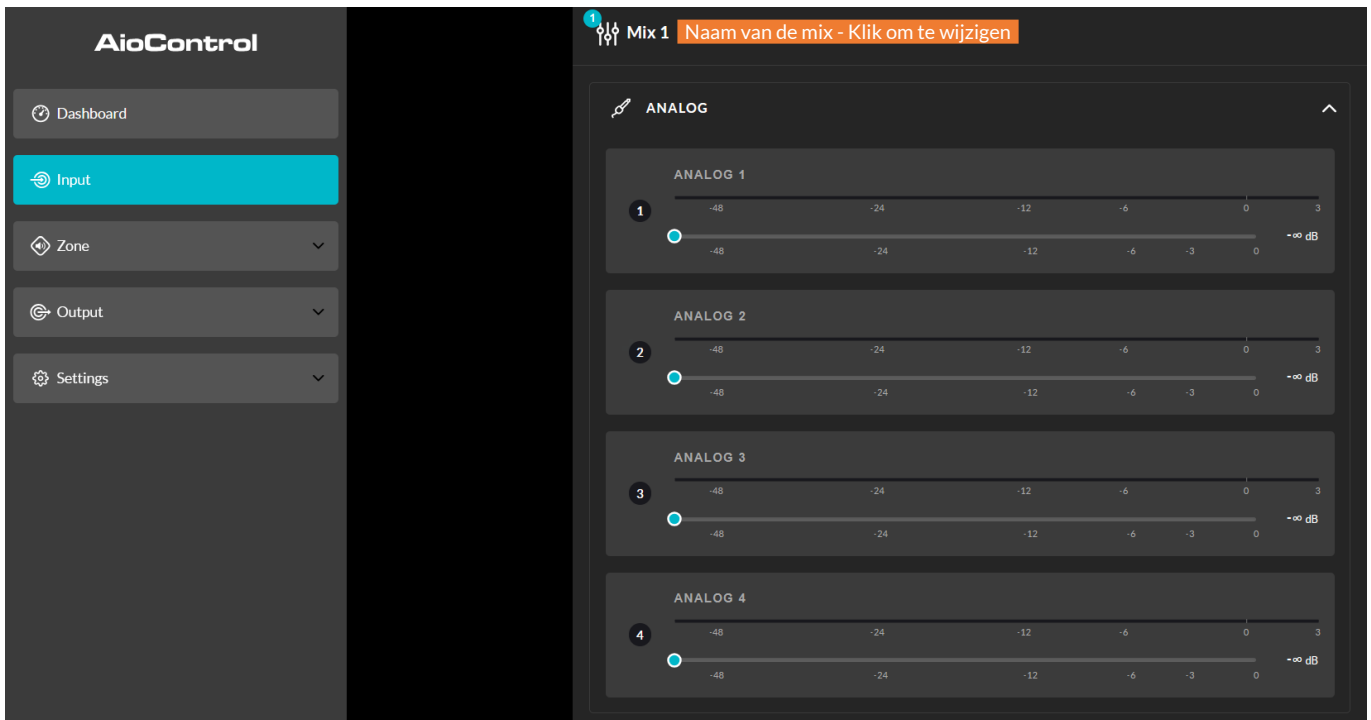 AioControl
Dashboard
Input
Zone
Output
Settings
1
Mix 1 Naam van de mix - Klik om te wijzigen
ANALOG
ANALOG 1
1
-48 -24 -12 -6 0 3
-∞ dB
-48 -24 -12 -6 -3 0
ANALOG 2
2
-48 -24 -12 -6 0 3
-∞ dB
-48 -24 -12 -6 -3 0
ANALOG 3
3
-48 -24 -12 -6 0 3
-∞ dB
-48 -24 -12 -6 -3 0
ANALOG 4
4
-48 -24 -12 -6 0 3
-∞ dB
-48 -24 -12 -6 -3 0